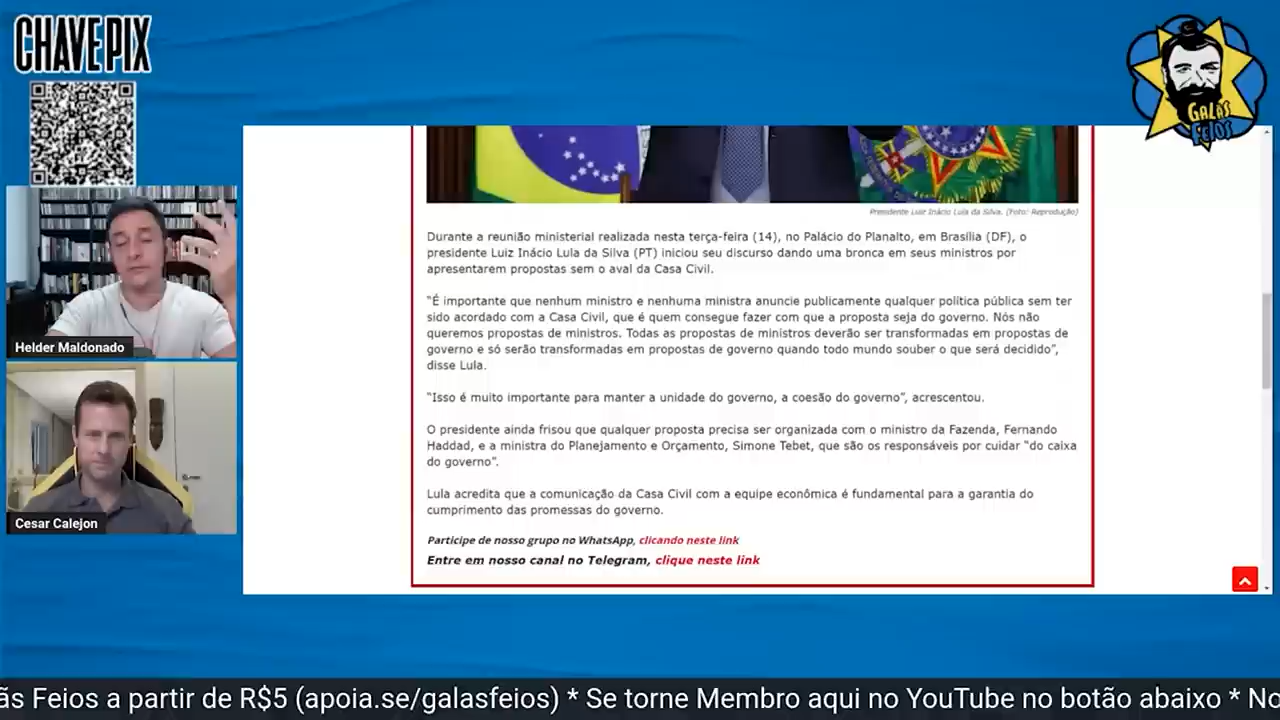 CHAVE PIX
GALÃS
FEIOS
Helder Maldonado
Cesar Calejon
Presidente Luiz Inácio Lula da Silva. (Foto: Reprodução)
Durante a reunião ministerial realizada nesta terça-feira (14), no Palácio do Planalto, em Brasília (DF), o
presidente Luiz Inácio Lula da Silva (PT) iniciou seu discurso dando uma bronca em seus ministros por
apresentarem propostas sem o aval da Casa Civil.
“É importante que nenhum ministro e nenhuma ministra anuncie publicamente qualquer política pública sem ter
sido acordado com a Casa Civil, que é quem consegue fazer com que a proposta seja do governo. Nós não
queremos propostas de ministros. Todas as propostas de ministros deverão ser transformadas em propostas de
governo e só serão transformadas em propostas de governo quando todo mundo souber o que será decidido”,
disse Lula.
“Isso é muito importante para manter a unidade do governo, a coesão do governo”, acrescentou.
O presidente ainda frisou que qualquer proposta precisa ser organizada com o ministro da Fazenda, Fernando
Haddad, e a ministra do Planejamento e Orçamento, Simone Tebet, que são os responsáveis por cuidar “do caixa
do governo”.
Lula acredita que a comunicação da Casa Civil com a equipe econômica é fundamental para a garantia do
cumprimento das promessas do governo.
Participe de nosso grupo no WhatsApp, clicando neste link
Entre em nosso canal no Telegram, clique neste link
ãs Feios a partir de R$5 (apoia.se/galasfeios) * Se torne Membro aqui no YouTube no botão abaixo * No